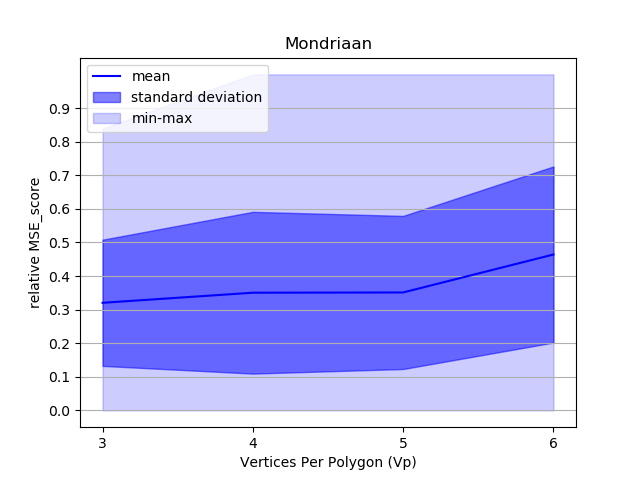 Mondriaan
mean
standard deviation
min-max
relative MSE_score
0.9
0.8
0.7
0.6
0.5
0.4
0.3
0.2
0.1
0.0
3 4 5 6
Vertices Per Polygon (Vp)